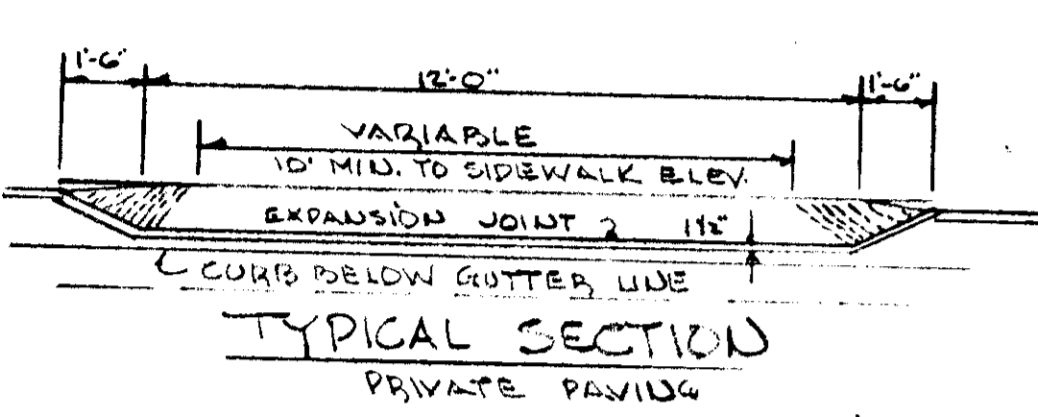 1'-6" 12'-0" 1'-6"
VARIABLE
10' MIN. TO SIDEWALK ELEV.
EXPANSION JOINT 1½"
CURB BELOW GUTTER LINE
TYPICAL SECTION
PRIVATE PAVING